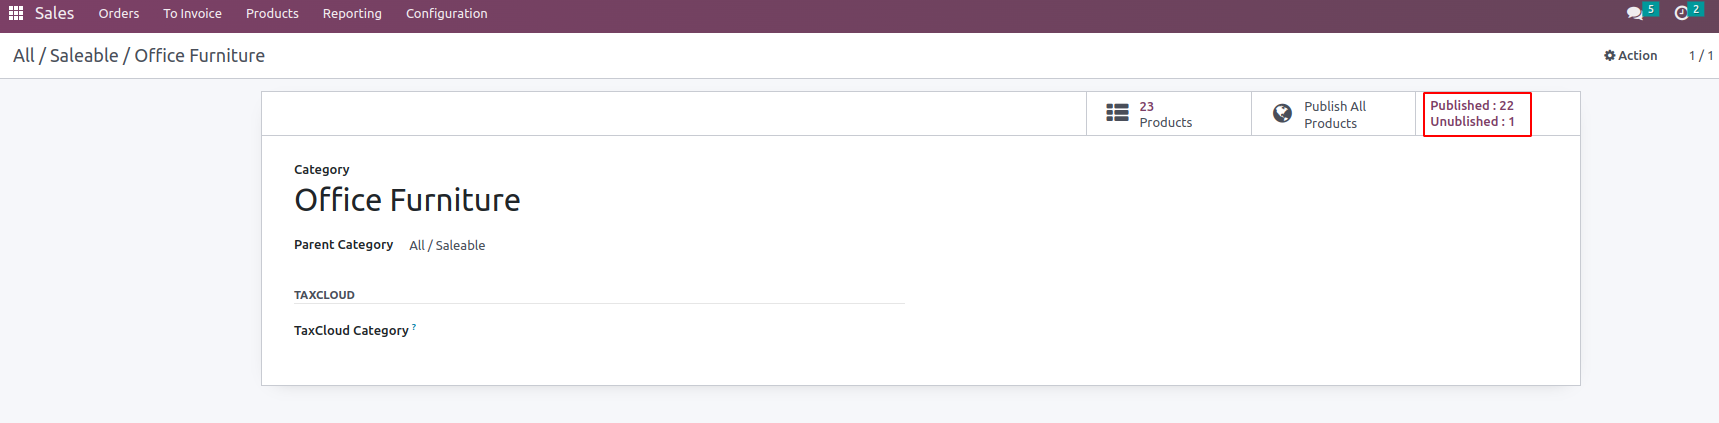 Sales Orders To Invoice Products Reporting Configuration 5 2
All / Saleable / Office Furniture Action 1 / 1
23
Products
Publish All
Products
Published : 22
Unublished : 1
Category
Office Furniture
Parent Category All / Saleable
TAXCLOUD
TaxCloud Category ?